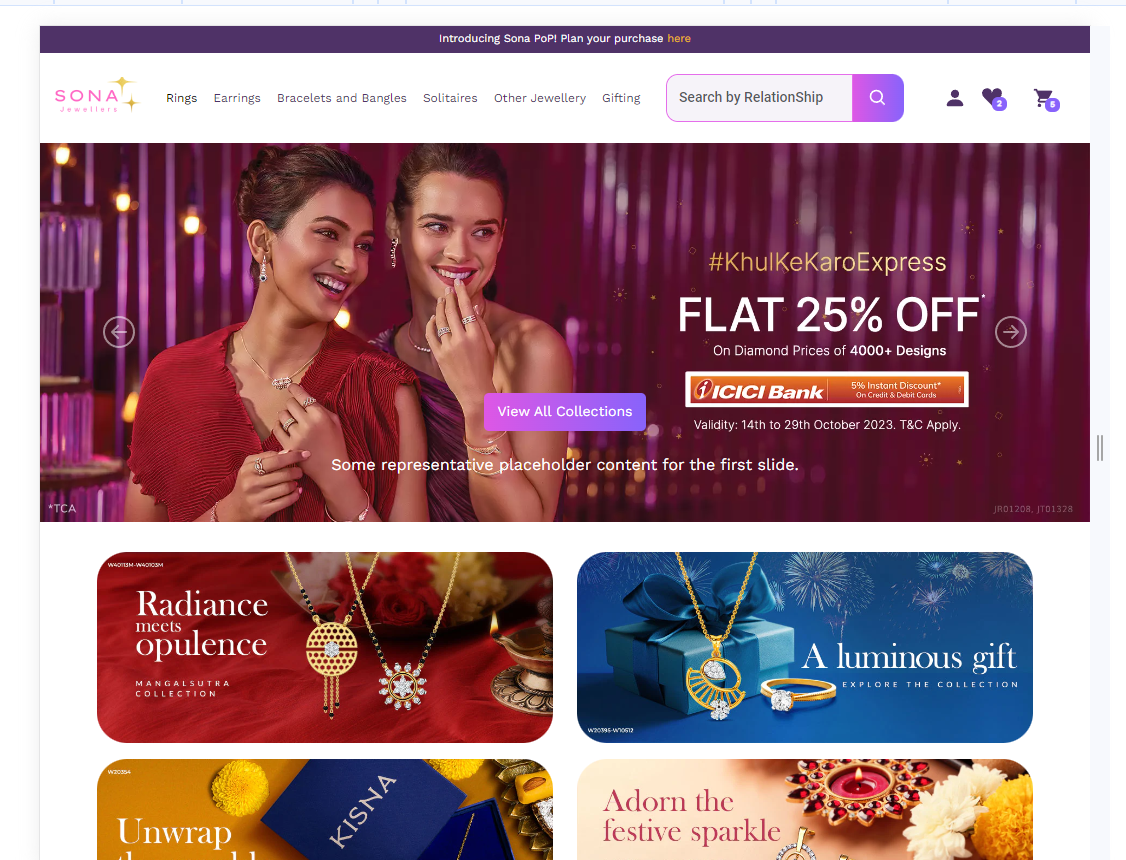 Introducing Sona PoP! Plan your purchase here
SONA
Jewellers
Rings
Earrings
Bracelets and Bangles
Solitaires
Other Jewellery
Gifting
Search by RelationShip
2
5
#KhulKeKaroExpress
FLAT 25% OFF*
On Diamond Prices of 4000+ Designs
ICICI Bank
5% Instant Discount*
On Credit & Debit Cards
Validity: 14th to 29th October 2023. T&C Apply.
View All Collections
Some representative placeholder content for the first slide.
*TCA
JR01208, JT01328
W40113M-W40103M
Radiance
meets
opulence
MANGALSUTRA
COLLECTION
A luminous gift
EXPLORE THE COLLECTION
W20395-W10512
W20354
KISNA
Unwrap
Adorn the
festive sparkle